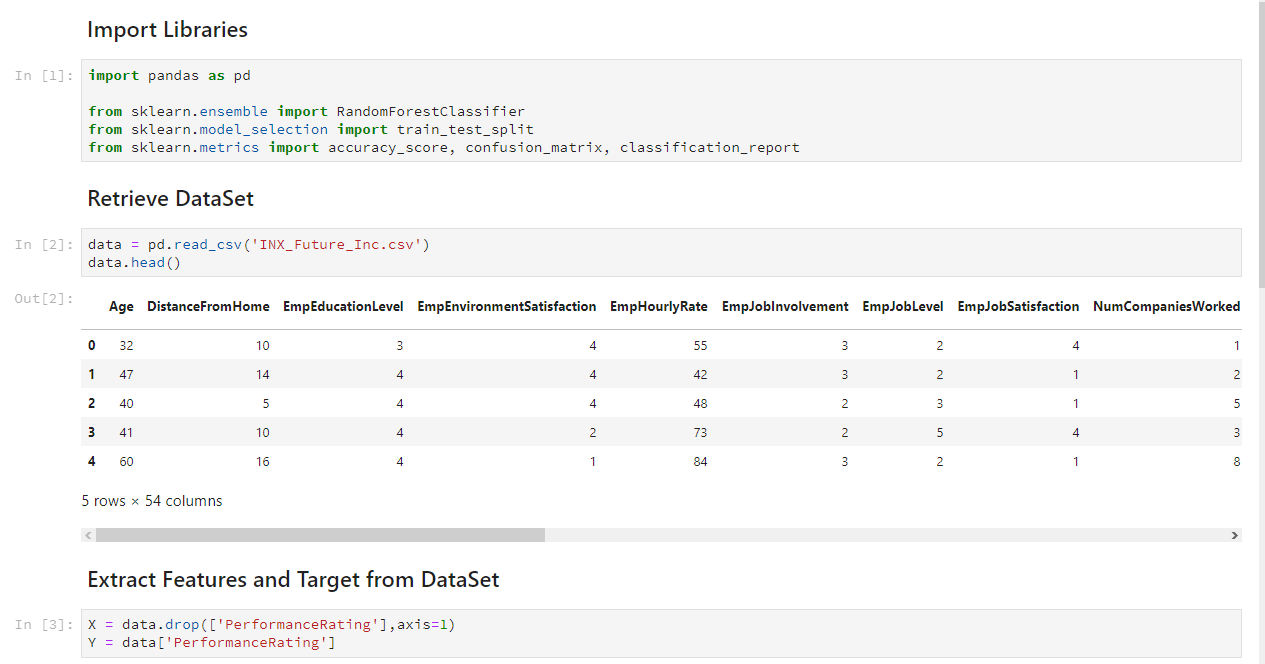 Import Libraries
In [1]:
import pandas as pd
from sklearn.ensemble import RandomForestClassifier
from sklearn.model_selection import train_test_split
from sklearn.metrics import accuracy_score, confusion_matrix, classification_report
Retrieve DataSet
In [2]:
data = pd.read_csv('INX_Future_Inc.csv')
data.head()
Out[2]:
Age DistanceFromHome EmpEducationLevel EmpEnvironmentSatisfaction EmpHourlyRate EmpJobInvolvement EmpJobLevel EmpJobSatisfaction NumCompaniesWorked
0 32 10 3 4 55 3 2 4 1
1 47 14 4 4 42 3 2 1 2
2 40 5 4 4 48 2 3 1 5
3 41 10 4 2 73 2 5 4 3
4 60 16 4 1 84 3 2 1 8
5 rows × 54 columns
Extract Features and Target from DataSet
In [3]:
X = data.drop(['PerformanceRating'],axis=1)
Y = data['PerformanceRating']